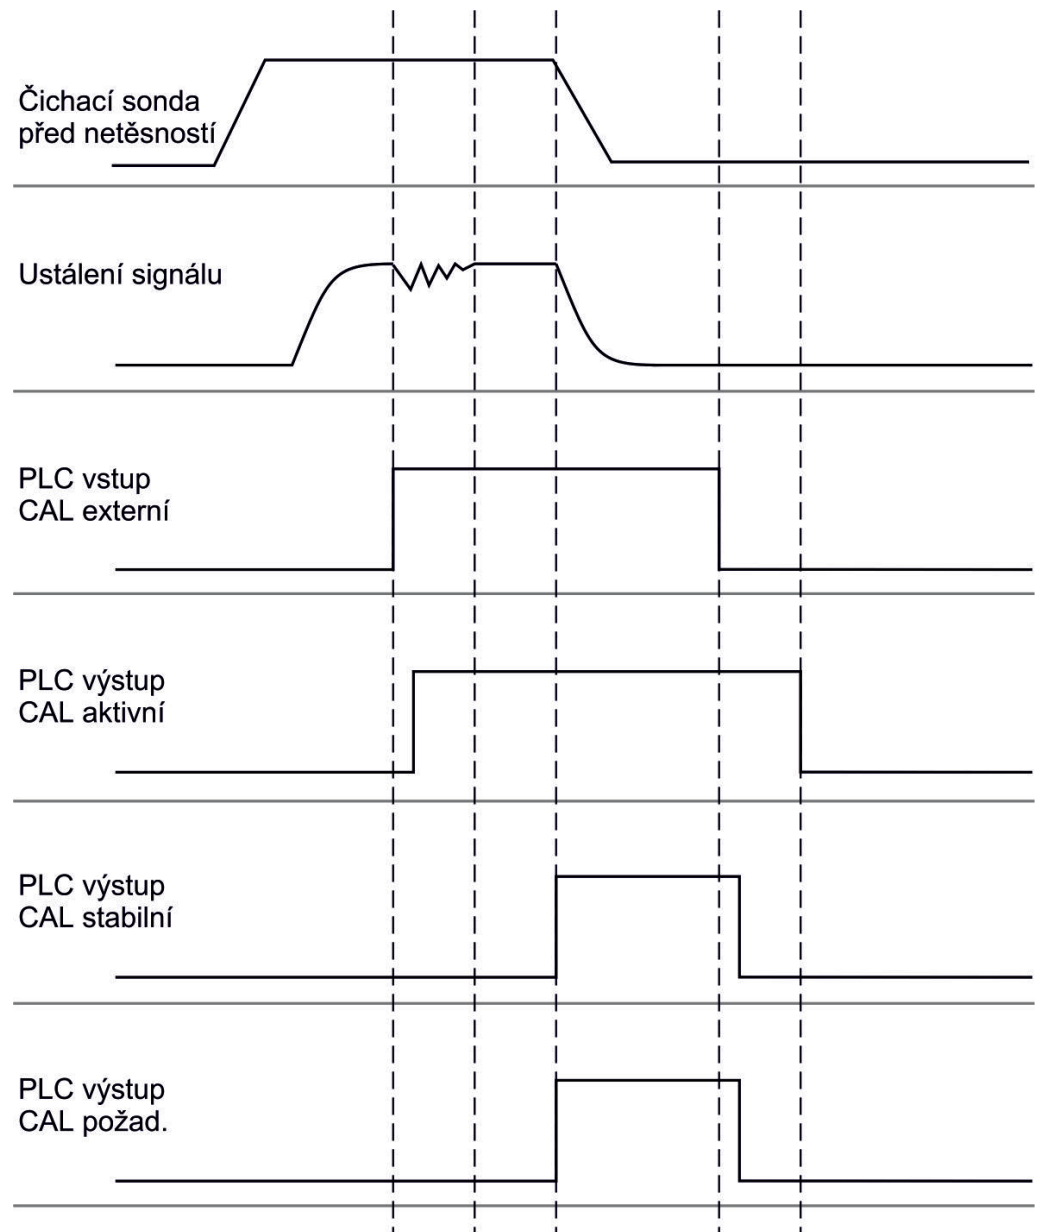 Čichací sonda
před netěsností
Ustálení signálu
PLC vstup
CAL externí
PLC výstup
CAL aktivní
PLC výstup
CAL stabilní
PLC výstup
CAL požad.